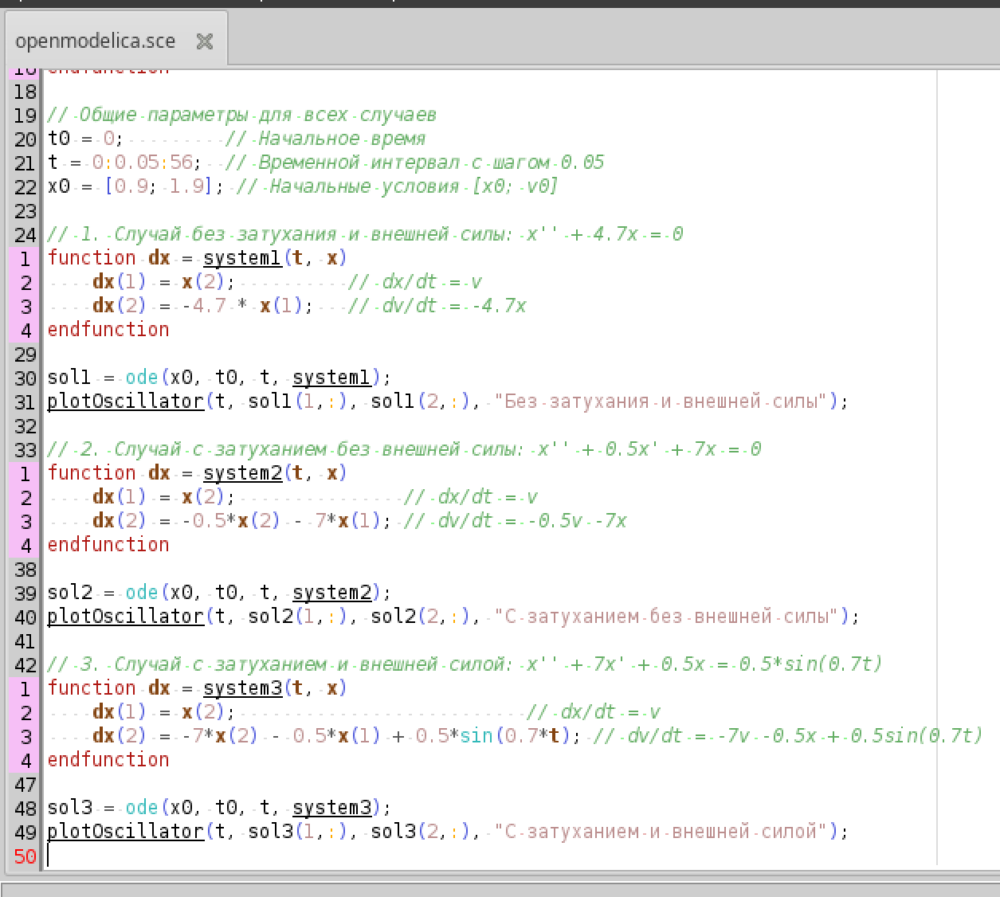 openmodelica.sce
18
19 // Общие параметры для всех случаев
20 t0 = 0; // Начальное время
21 t = 0:0.05:56; // Временной интервал с шагом 0.05
22 x0 = [0.9; 1.9]; // Начальные условия [x0; v0]
23
24 // 1. Случай без затухания и внешней силы: x'' + 4.7x = 0
1 function dx = system1(t, x)
2 dx(1) = x(2); // dx/dt = v
3 dx(2) = -4.7 * x(1); // dv/dt = -4.7x
4 endfunction
29
30 sol1 = ode(x0, t0, t, system1);
31 plotOscillator(t, sol1(1,:), sol1(2,:), "Без затухания и внешней силы");
32
33 // 2. Случай с затуханием без внешней силы: x'' + 0.5x' + 7x = 0
1 function dx = system2(t, x)
2 dx(1) = x(2); // dx/dt = v
3 dx(2) = -0.5*x(2) - 7*x(1); // dv/dt = -0.5v -7x
4 endfunction
38
39 sol2 = ode(x0, t0, t, system2);
40 plotOscillator(t, sol2(1,:), sol2(2,:), "С затуханием без внешней силы");
41
42 // 3. Случай с затуханием и внешней силой: x'' + 7x' + 0.5x = 0.5*sin(0.7t)
1 function dx = system3(t, x)
2 dx(1) = x(2); // dx/dt = v
3 dx(2) = -7*x(2) - 0.5*x(1) + 0.5*sin(0.7*t); // dv/dt = -7v -0.5x + 0.5sin(0.7t)
4 endfunction
47
48 sol3 = ode(x0, t0, t, system3);
49 plotOscillator(t, sol3(1,:), sol3(2,:), "С затуханием и внешней силой");
50